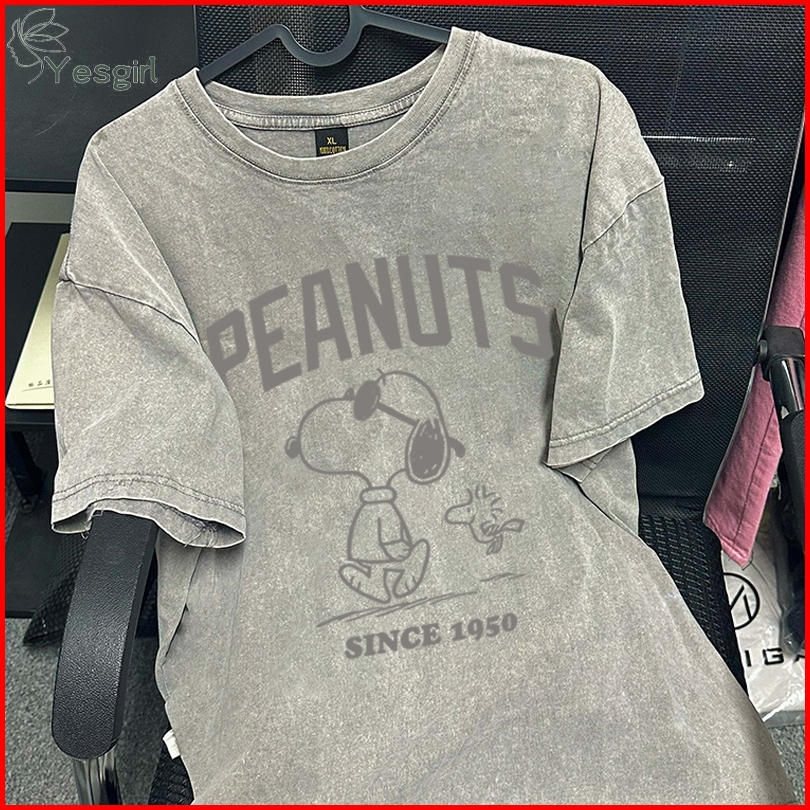 Yesgirl
XL
PEANUTS
SINCE 1950